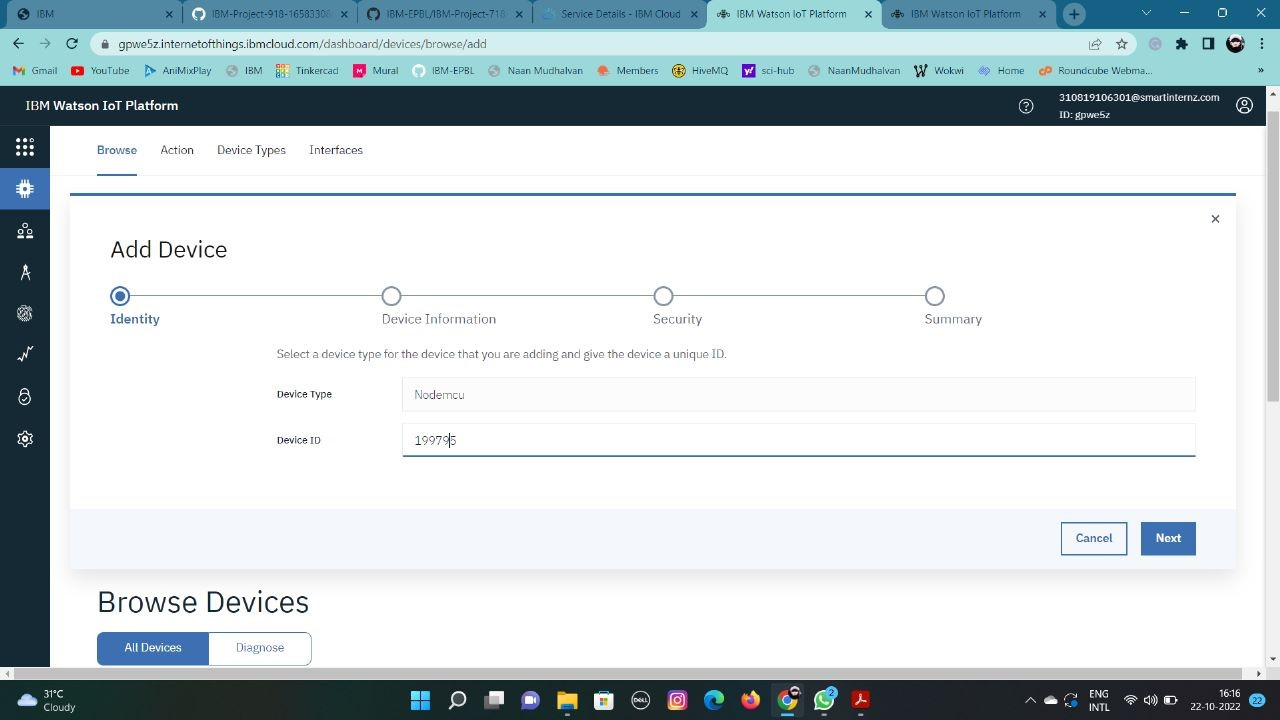 IBM
IBM-Project-918-16583308
IBM-EPBL/IBM-Project-718
Service Details - IBM Cloud
IBM Watson IoT Platform
IBM Watson IoT Platform
gpwe5z.internetofthings.ibmcloud.com/dashboard/devices/browse/add
Gmail YouTube AniMixPlay IBM Tinkercad Mural IBM-EPBL Naan Mudhalvan Members HiveMQ sci-hub NaanMudhalvan Wokwi Home Roundcube Webma... »
IBM Watson IoT Platform
310819106301@smartinternz.com
ID: gpwe5z
Browse Action Device Types Interfaces
Add Device
Identity Device Information Security Summary
Select a device type for the device that you are adding and give the device a unique ID.
Device Type Nodemcu
Device ID 199795
Cancel Next
Browse Devices
All Devices Diagnose
31°C
Cloudy
DELL
2
ENG
INTL
16:16
22-10-2022
22